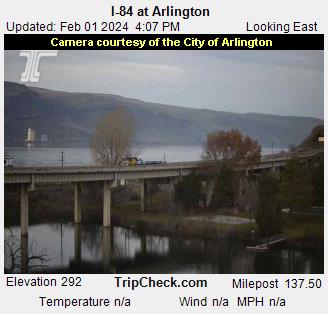 I-84 at Arlington
Updated: Feb 01 2024 4:07 PM Looking East
Camera courtesy of the City of Arlington
Elevation 292 TripCheck.com Milepost 137.50
Temperature n/a Wind n/a MPH n/a